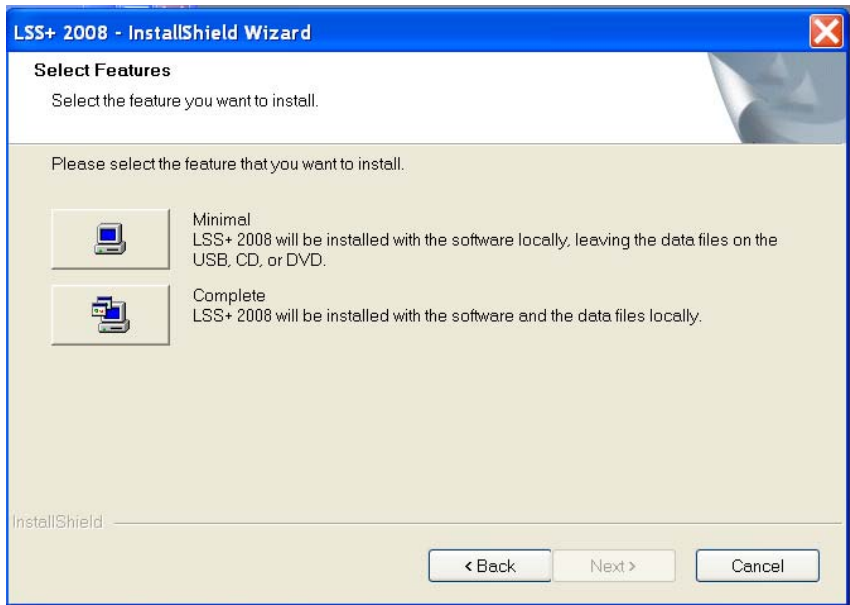 LSS+ 2008 - InstallShield Wizard
Select Features
Select the feature you want to install.
Please select the feature that you want to install.
Minimal
LSS+ 2008 will be installed with the software locally, leaving the data files on the
USB, CD, or DVD.
Complete
LSS+ 2008 will be installed with the software and the data files locally.
InstallShield
< Back Next > Cancel